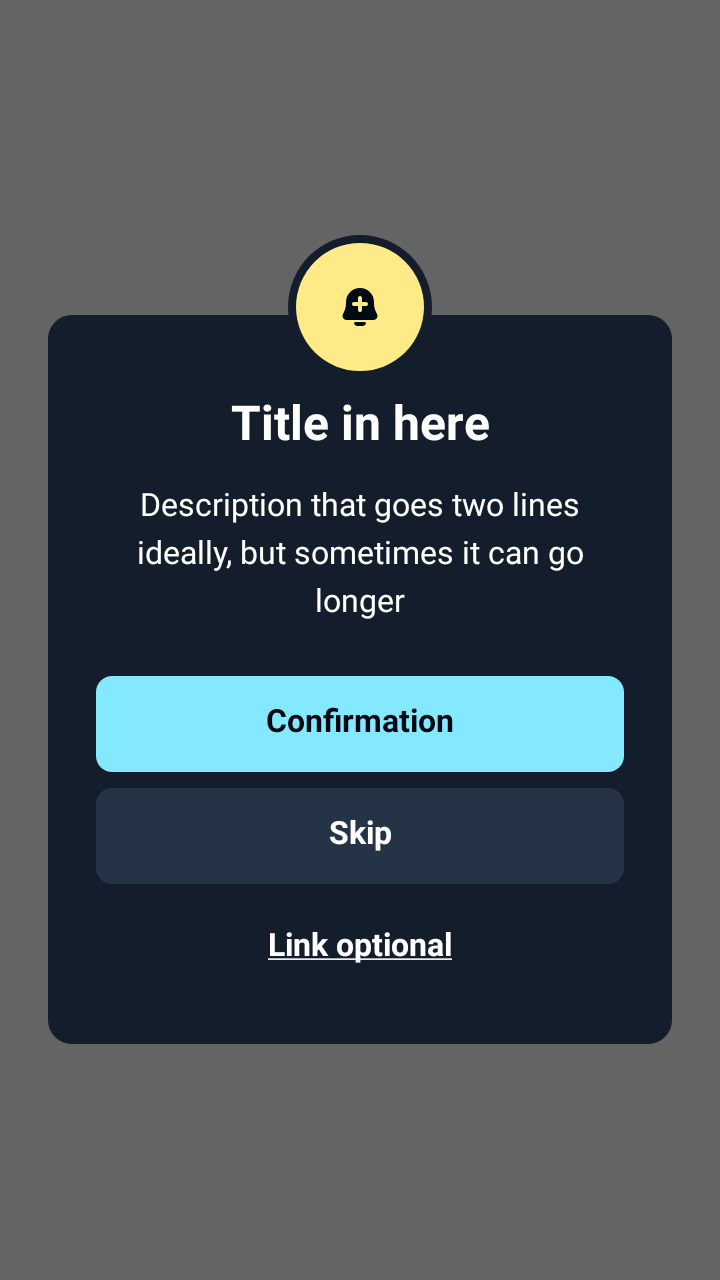 Title in here
Description that goes two lines
ideally, but sometimes it can go
longer
Confirmation
Skip
Link optional